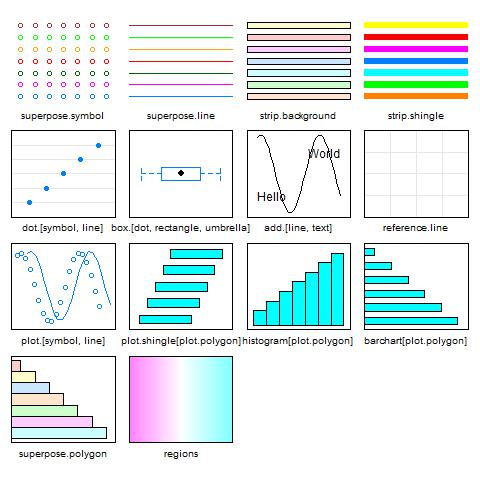 superpose.symbol superpose.line strip.background strip.shingle
World
Hello
dot.[symbol, line] box.[dot, rectangle, umbrella] add.[line, text] reference.line
plot.[symbol, line] plot.shingle[plot.polygon] histogram[plot.polygon] barchart[plot.polygon]
superpose.polygon regions